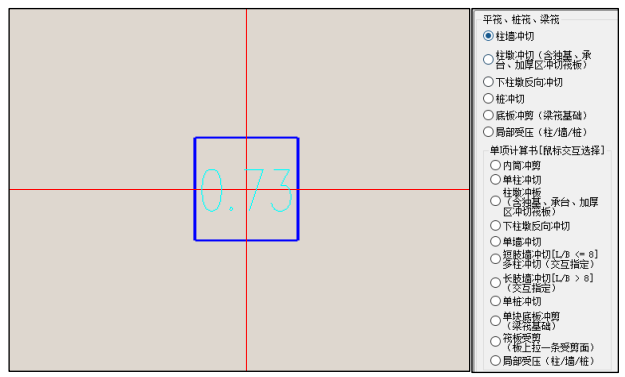 0.73
平筏、桩筏、梁筏
柱墙冲切
柱墩冲切（含独基、承
台、加厚区冲切筏板）
下柱墩反向冲切
桩冲切
底板冲剪（梁筏基础）
局部受压（柱/墙/桩）
单项计算书[鼠标交互选择]
内筒冲剪
单柱冲切
柱墩冲板
（含独基、承台、加厚
区冲切筏板）
下柱墩反向冲切
单墙冲切
短肢墙冲切[L/B <= 8]
多柱冲切（交互指定）
长肢墙冲切[L/B > 8]
（交互指定）
单桩冲切
单块底板冲剪
（梁筏基础）
筏板受剪
（板上拉一条受剪面）
局部受压（柱/墙/桩）